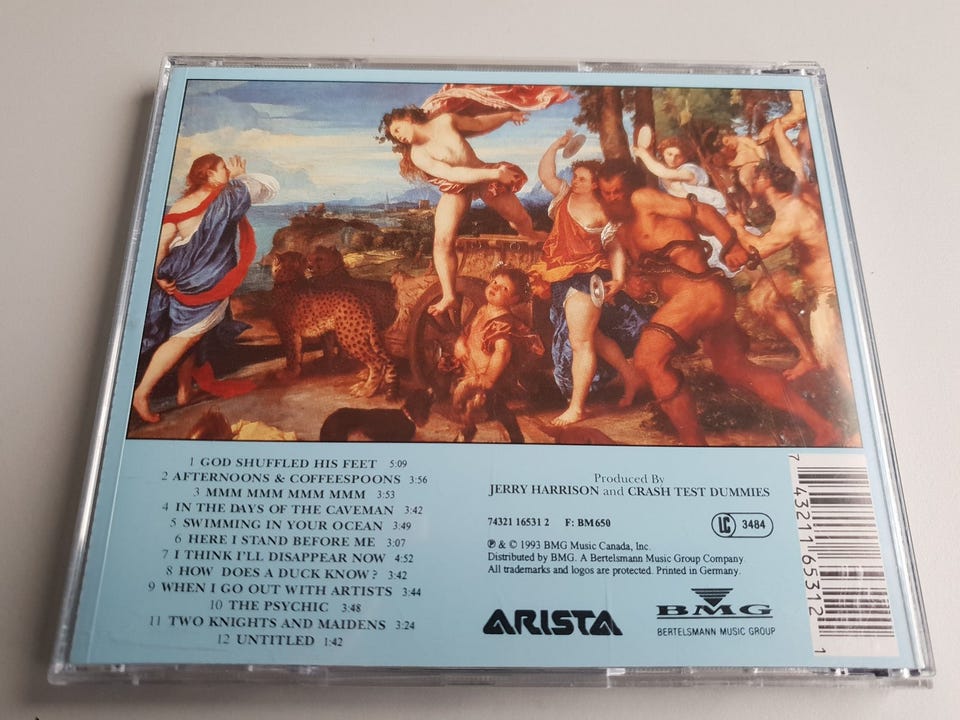 1 GOD SHUFFLED HIS FEET 5:09
2 AFTERNOONS & COFFEESPOONS 3:56
3 MMM MMM MMM MMM 3:53
4 IN THE DAYS OF THE CAVEMAN 3:42
5 SWIMMING IN YOUR OCEAN 3:49
6 HERE I STAND BEFORE ME 3:07
7 I THINK I'LL DISAPPEAR NOW 4:52
8 HOW DOES A DUCK KNOW? 3:42
9 WHEN I GO OUT WITH ARTISTS 3:44
10 THE PSYCHIC 3:48
11 TWO KNIGHTS AND MAIDENS 3:24
12 UNTITLED 1:42
Produced By
JERRY HARRISON and CRASH TEST DUMMIES
74321 16531 2 F: BM 650
LC 3484
℗ & © 1993 BMG Music Canada, Inc.
Distributed by BMG. A Bertelsmann Music Group Company.
All trademarks and logos are protected. Printed in Germany.
ARISTA
BMG
BERTELSMANN MUSIC GROUP
7 43211 65312 1